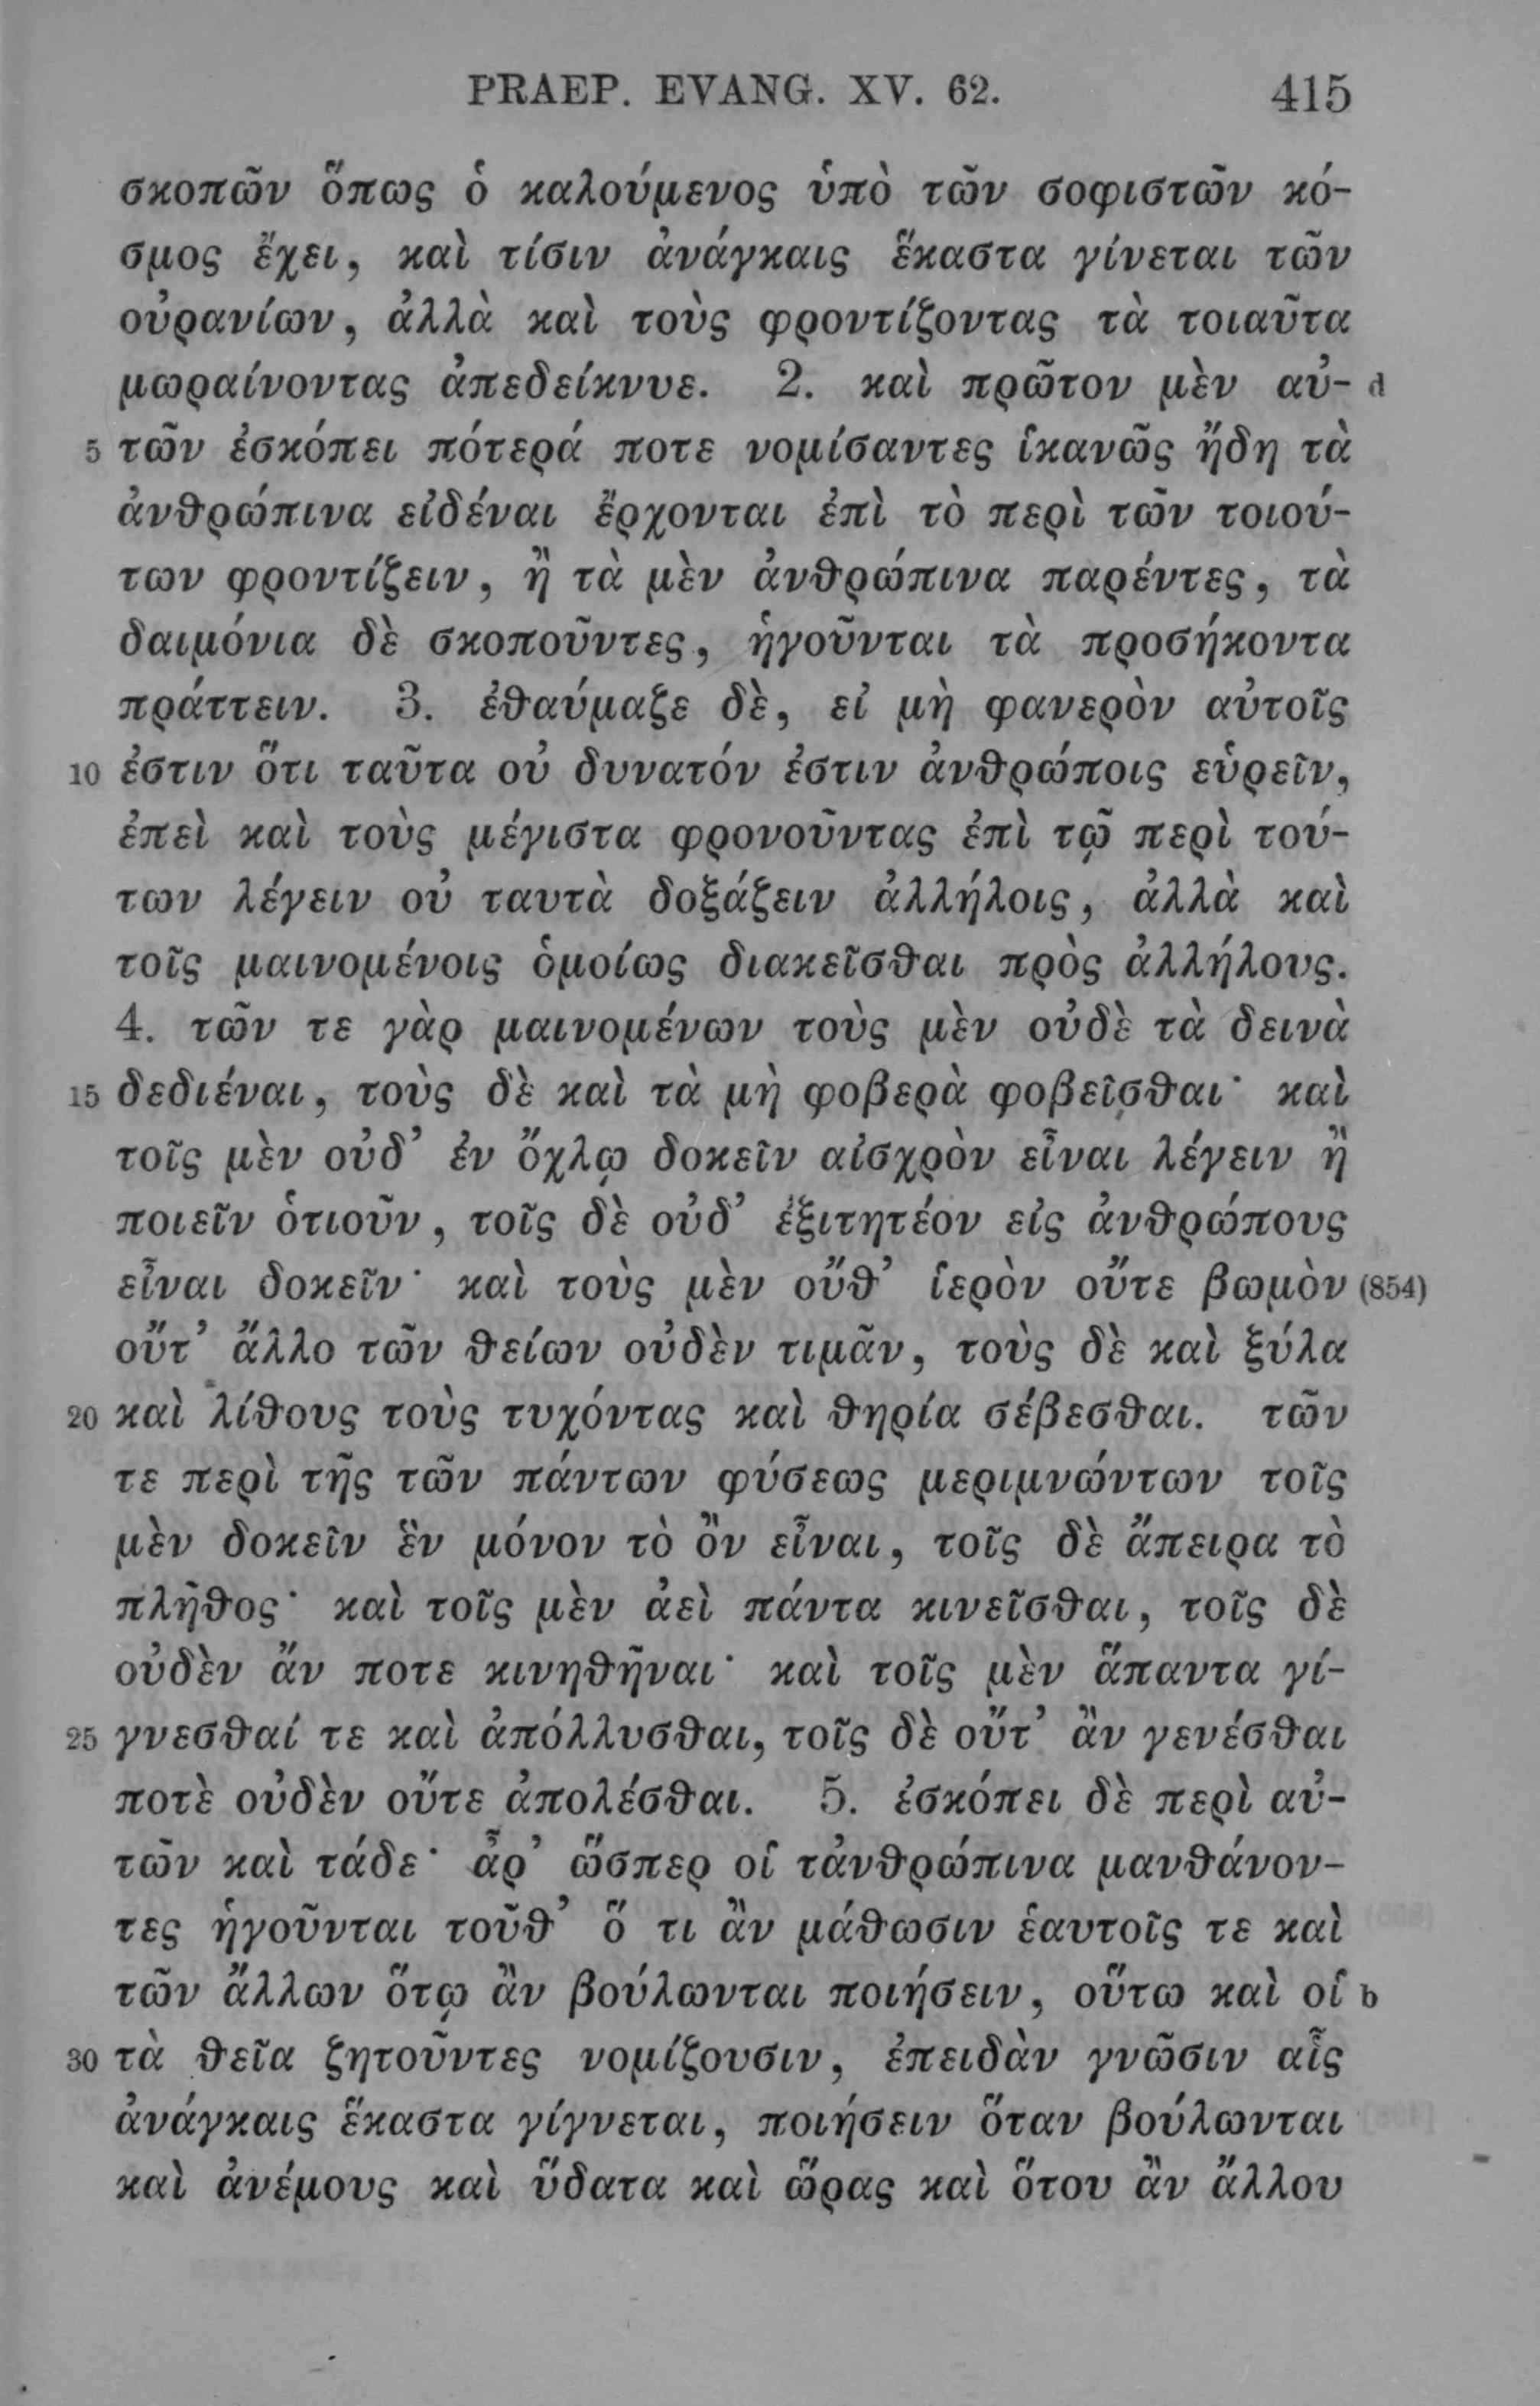 PRAEP. EVANG. XV. 62. 415
σκοπῶν ὅπως ὁ καλούμενος ὑπὸ τῶν σοφιστῶν κό-
σμος ἔχει, καὶ τίσιν ἀνάγκαις ἕκαστα γίνεται τῶν
οὐρανίων, ἀλλὰ καὶ τοὺς φροντίζοντας τὰ τοιαῦτα
μωραίνοντας ἀπεδείκνυε. 2. καὶ πρῶτον μὲν αὐ- d
5 τῶν ἐσκόπει πότερά ποτε νομίσαντες ἱκανῶς ἤδη τὰ
ἀνθρώπινα εἰδέναι ἔρχονται ἐπὶ τὸ περὶ τῶν τοιού-
των φροντίζειν, ἢ τὰ μὲν ἀνθρώπινα παρέντες, τὰ
δαιμόνια δὲ σκοποῦντες, ἡγοῦνται τὰ προσήκοντα
πράττειν. 3. ἐθαύμαζε δὲ, εἰ μὴ φανερὸν αὐτοῖς
10 ἐστιν ὅτι ταῦτα οὐ δυνατόν ἐστιν ἀνθρώποις εὑρεῖν,
ἐπεὶ καὶ τοὺς μέγιστα φρονοῦντας ἐπὶ τῷ περὶ τού-
των λέγειν οὐ ταυτὰ δοξάζειν ἀλλήλοις, ἀλλὰ καὶ
τοῖς μαινομένοις ὁμοίως διακεῖσθαι πρὸς ἀλλήλους.
4. τῶν τε γὰρ μαινομένων τοὺς μὲν οὐδὲ τὰ δεινὰ
15 δεδιέναι, τοὺς δὲ καὶ τὰ μὴ φοβερὰ φοβεῖσθαι· καὶ
τοῖς μὲν οὐδ’ ἐν ὄχλῳ δοκεῖν αἰσχρὸν εἶναι λέγειν ἢ
ποιεῖν ὁτιοῦν, τοῖς δὲ οὐδ’ ἐξιτητέον εἰς ἀνθρώπους
εἶναι δοκεῖν· καὶ τοὺς μὲν οὔθ’ ἱερὸν οὔτε βωμὸν (854)
οὔτ’ ἄλλο τῶν θείων οὐδὲν τιμᾶν, τοὺς δὲ καὶ ξύλα
20 καὶ λίθους τοὺς τυχόντας καὶ θηρία σέβεσθαι. τῶν
τε περὶ τῆς τῶν πάντων φύσεως μεριμνώντων τοῖς
μὲν δοκεῖν ἓν μόνον τὸ ὂν εἶναι, τοῖς δὲ ἄπειρα τὸ
πλῆθος· καὶ τοῖς μὲν ἀεὶ πάντα κινεῖσθαι, τοῖς δὲ
οὐδὲν ἄν ποτε κινηθῆναι· καὶ τοῖς μὲν ἅπαντα γί-
25 γνεσθαί τε καὶ ἀπόλλυσθαι, τοῖς δὲ οὔτ’ ἂν γενέσθαι
ποτὲ οὐδὲν οὔτε ἀπολέσθαι. 5. ἐσκόπει δὲ περὶ αὐ-
τῶν καὶ τάδε· ἆρ’ ὥσπερ οἱ τἀνθρώπινα μανθάνον-
τες ἡγοῦνται τοῦθ’ ὅ τι ἂν μάθωσιν ἑαυτοῖς τε καὶ
τῶν ἄλλων ὅτῳ ἂν βούλωνται ποιήσειν, οὕτω καὶ οἱ b
30 τὰ θεῖα ζητοῦντες νομίζουσιν, ἐπειδὰν γνῶσιν αἷς
ἀνάγκαις ἕκαστα γίγνεται, ποιήσειν ὅταν βούλωνται
καὶ ἀνέμους καὶ ὕδατα καὶ ὥρας καὶ ὅτου ἂν ἄλλου